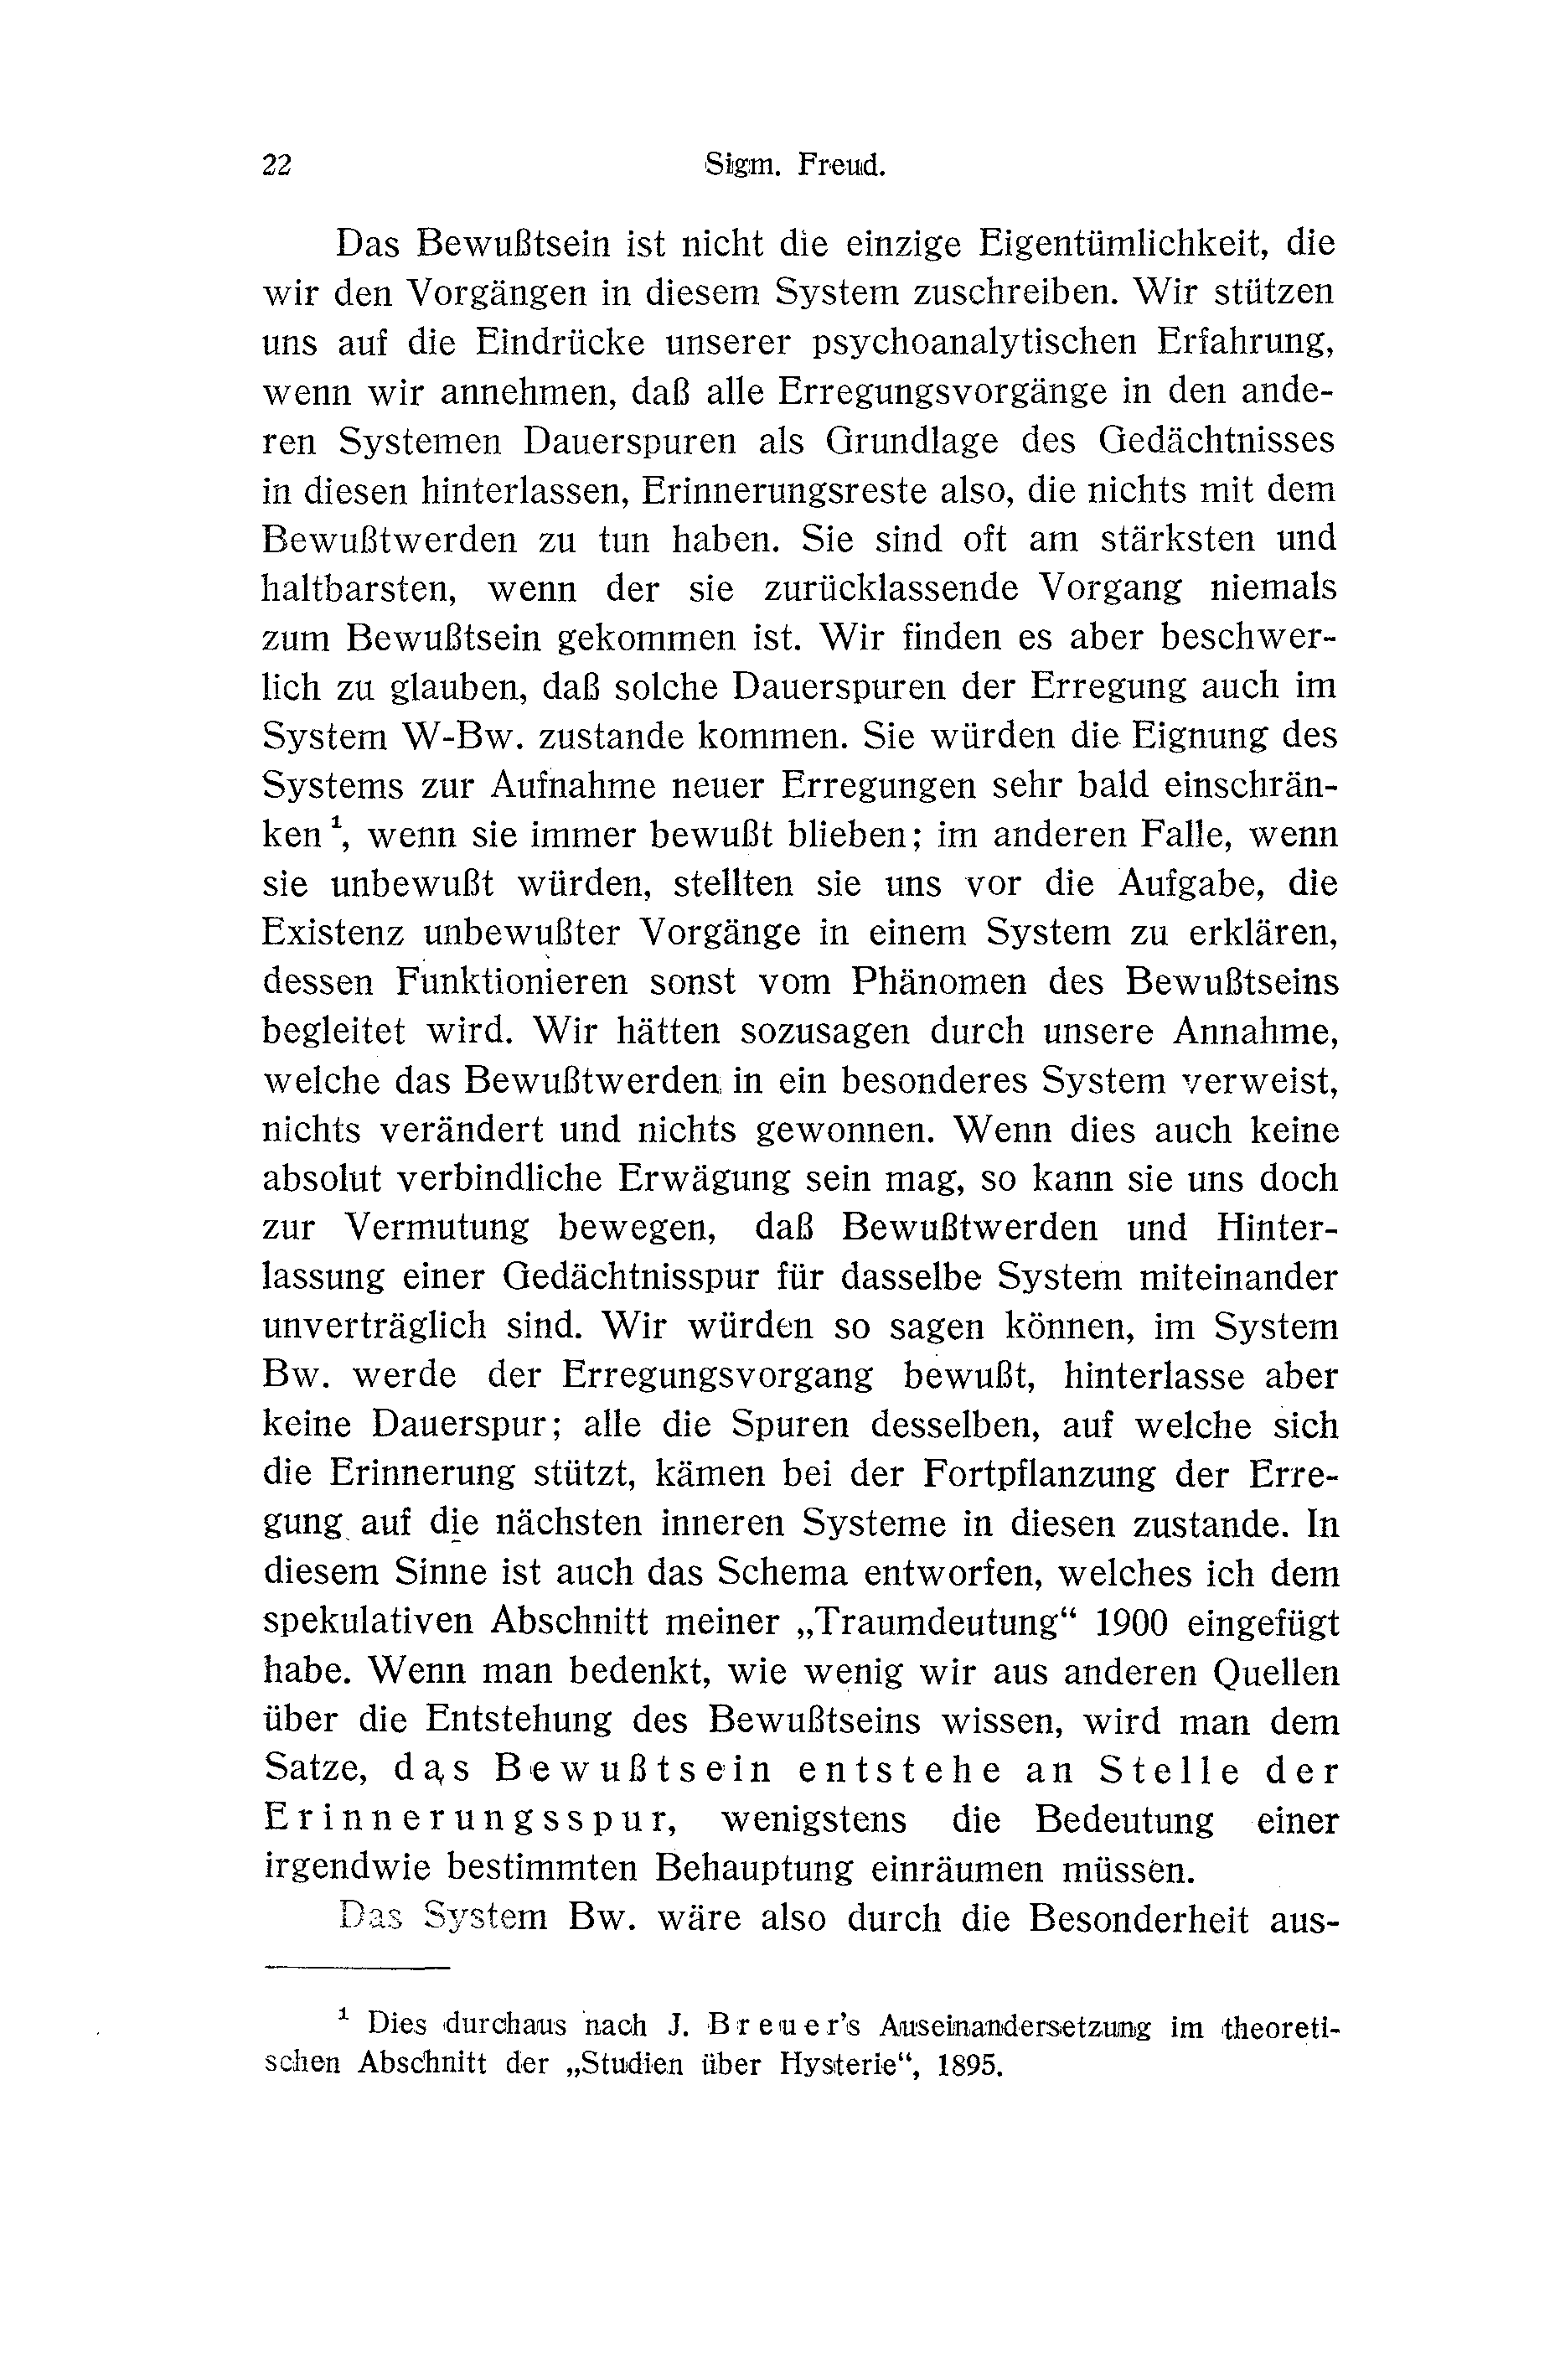 22
Sigm. Freud.
Das Bewußtsein ist nicht die einzige Eigentümlichkeit, die
wir den Vorgängen in diesem System zuschreiben. Wir stützen
uns auf die Eindrücke unserer psychoanalytischen Erfahrung,
wenn wir annehmen, daß alle Erregungsvorgänge in den ande-
ren Systemen Dauerspuren als Grundlage des Gedächtnisses
in diesen hinterlassen, Erinnerungsreste also, die nichts mit dem
Bewußtwerden zu tun haben. Sie sind oft am stärksten und
haltbarsten, wenn der sie zurücklassende Vorgang niemals
zum Bewußtsein gekommen ist. Wir finden es aber beschwer-
lich zu glauben, daß solche Dauerspuren der Erregung auch im
System W-Bw. zustande kommen. Sie würden die Eignung des
Systems zur Aufnahme neuer Erregungen sehr bald einschrän-
ken ¹, wenn sie immer bewußt blieben; im anderen Falle, wenn
sie unbewußt würden, stellten sie uns vor die Aufgabe, die
Existenz unbewußter Vorgänge in einem System zu erklären,
dessen Funktionieren sonst vom Phänomen des Bewußtseins
begleitet wird. Wir hätten sozusagen durch unsere Annahme,
welche das Bewußtwerden in ein besonderes System verweist,
nichts verändert und nichts gewonnen. Wenn dies auch keine
absolut verbindliche Erwägung sein mag, so kann sie uns doch
zur Vermutung bewegen, daß Bewußtwerden und Hinter-
lassung einer Gedächtnisspur für dasselbe System miteinander
unverträglich sind. Wir würden so sagen können, im System
Bw. werde der Erregungsvorgang bewußt, hinterlasse aber
keine Dauerspur; alle die Spuren desselben, auf welche sich
die Erinnerung stützt, kämen bei der Fortpflanzung der Erre-
gung auf die nächsten inneren Systeme in diesen zustande. In
diesem Sinne ist auch das Schema entworfen, welches ich dem
spekulativen Abschnitt meiner „Traumdeutung“ 1900 eingefügt
habe. Wenn man bedenkt, wie wenig wir aus anderen Quellen
über die Entstehung des Bewußtseins wissen, wird man dem
Satze, das Bewußtsein entstehe an Stelle der
Erinnerungsspur, wenigstens die Bedeutung einer
irgendwie bestimmten Behauptung einräumen müssen.
Das System Bw. wäre also durch die Besonderheit aus-
¹ Dies durchaus nach J. Breuer's Auseinandersetzung im theoreti-
schen Abschnitt der „Studien über Hysterie“, 1895.